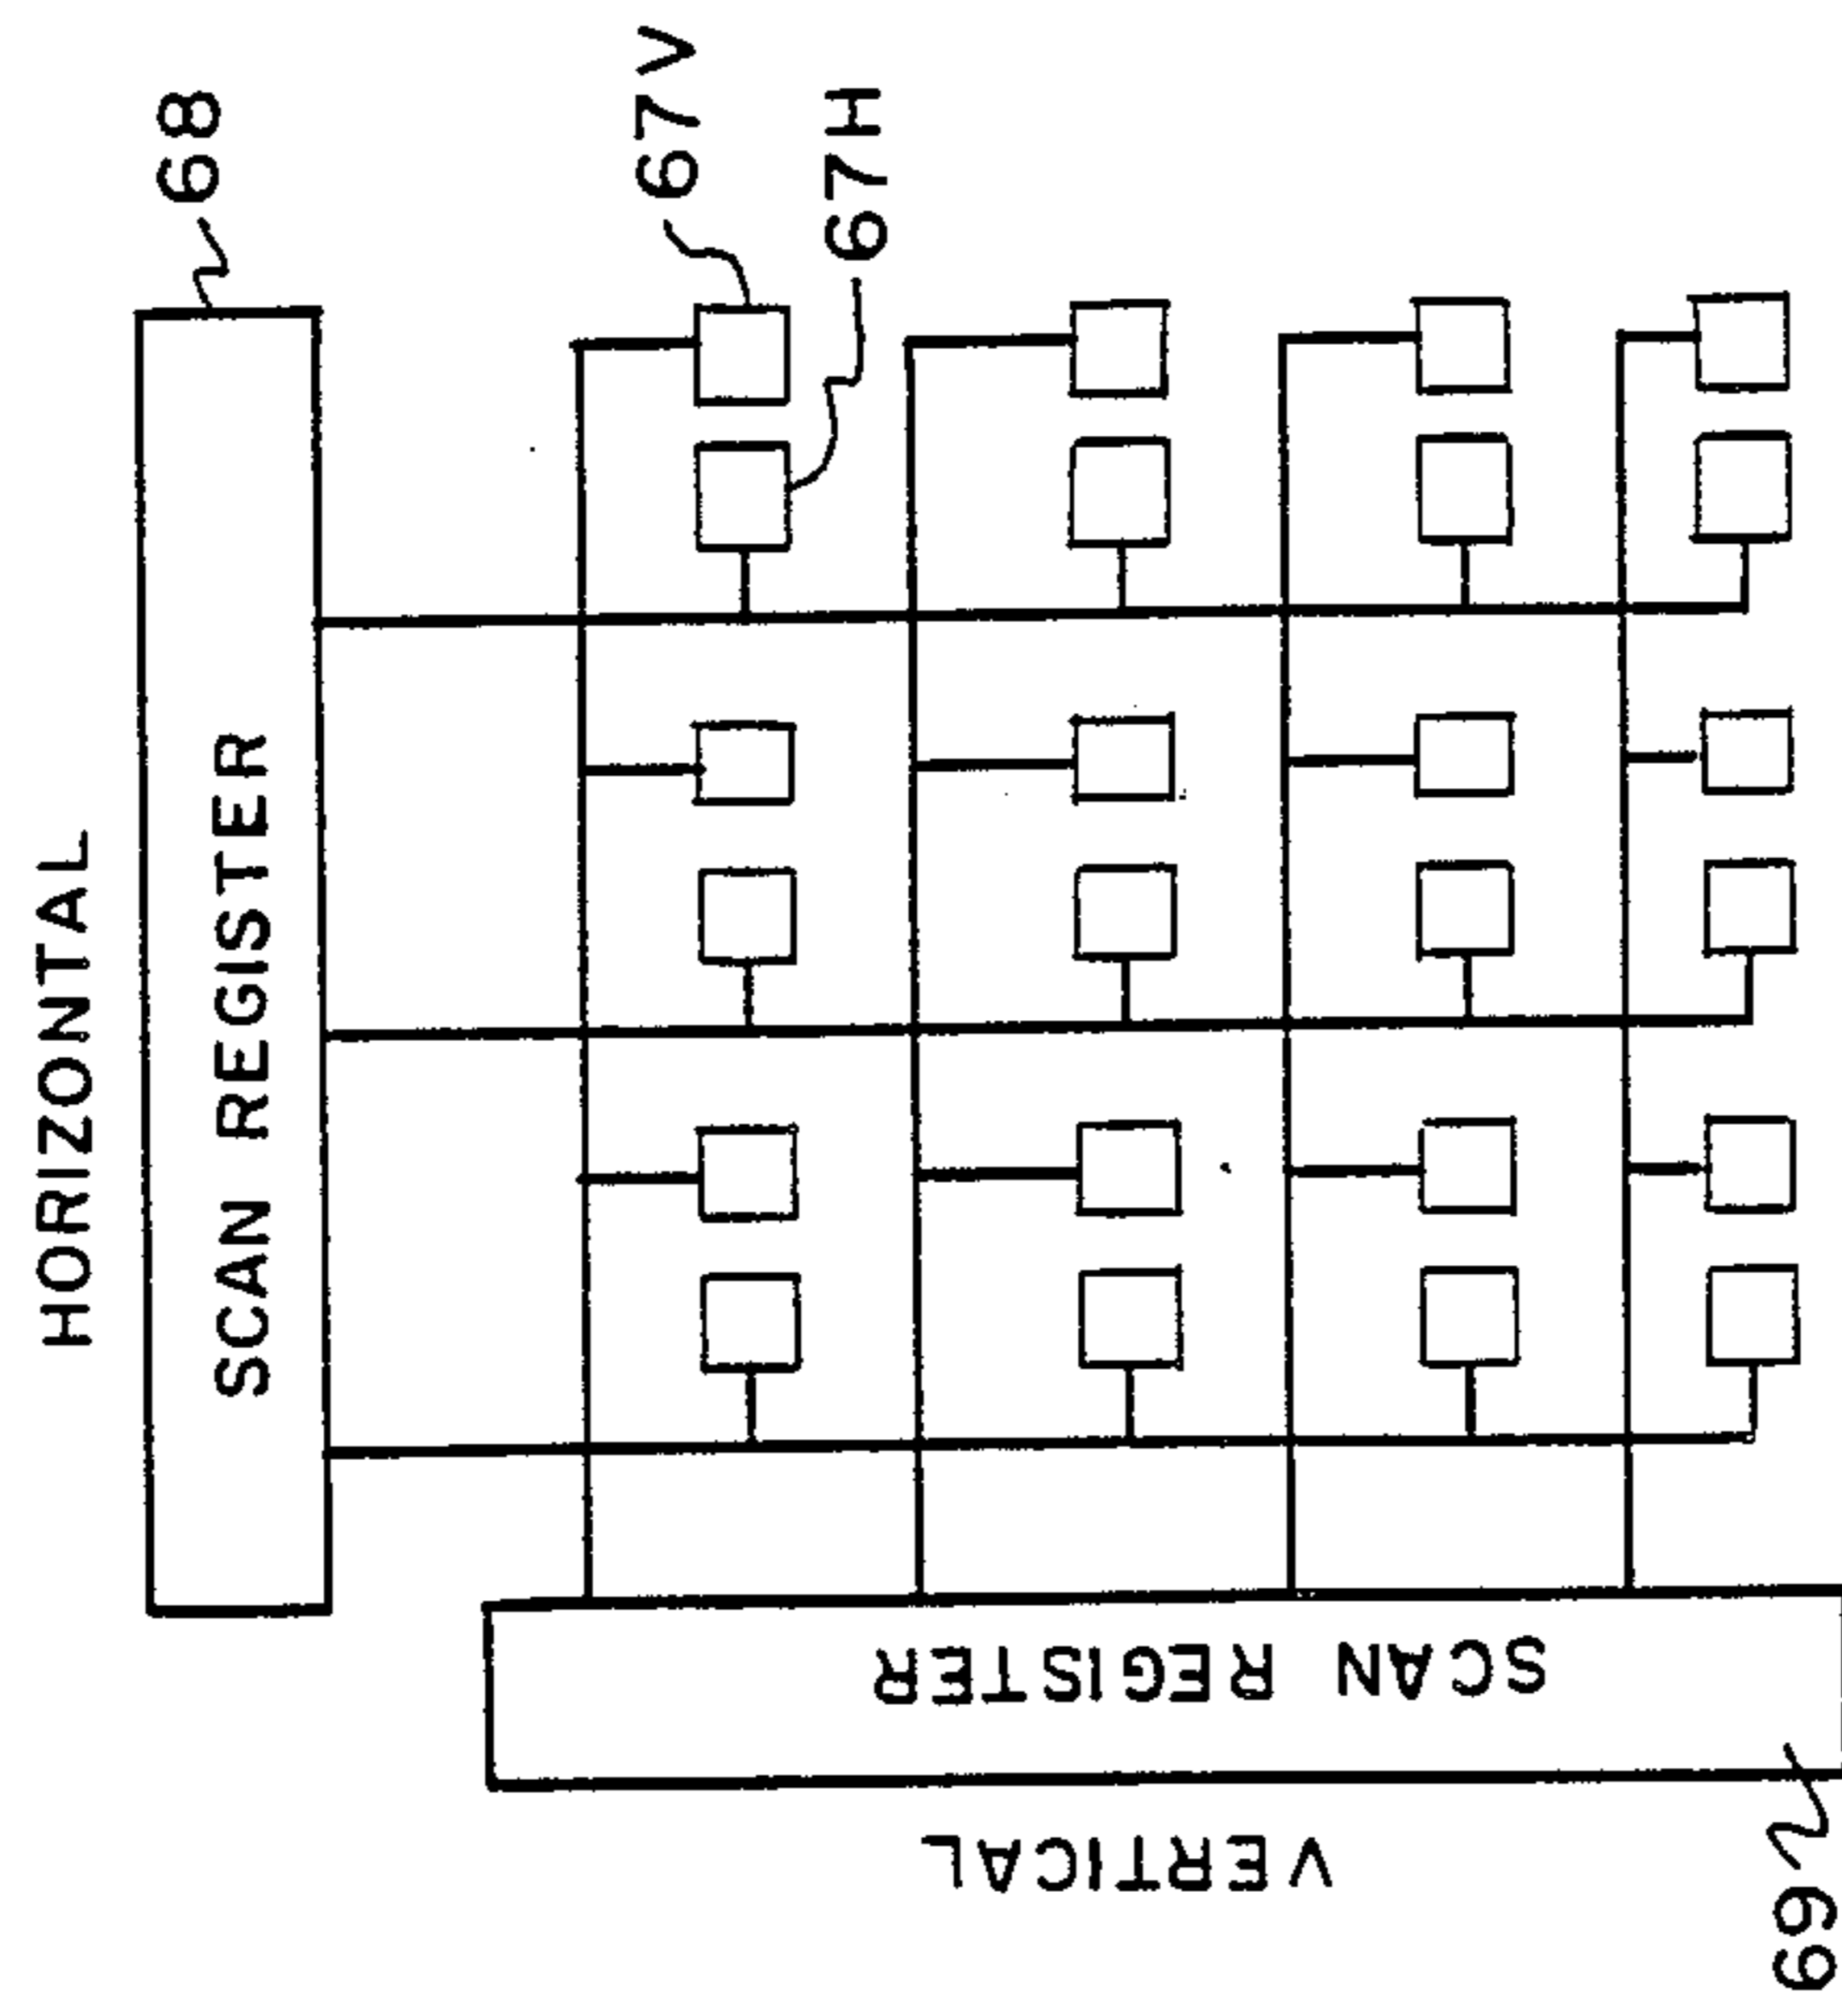 HORIZONTAL
SCAN REGISTER
68
67V
67H
VERTICAL
SCAN REGISTER
69